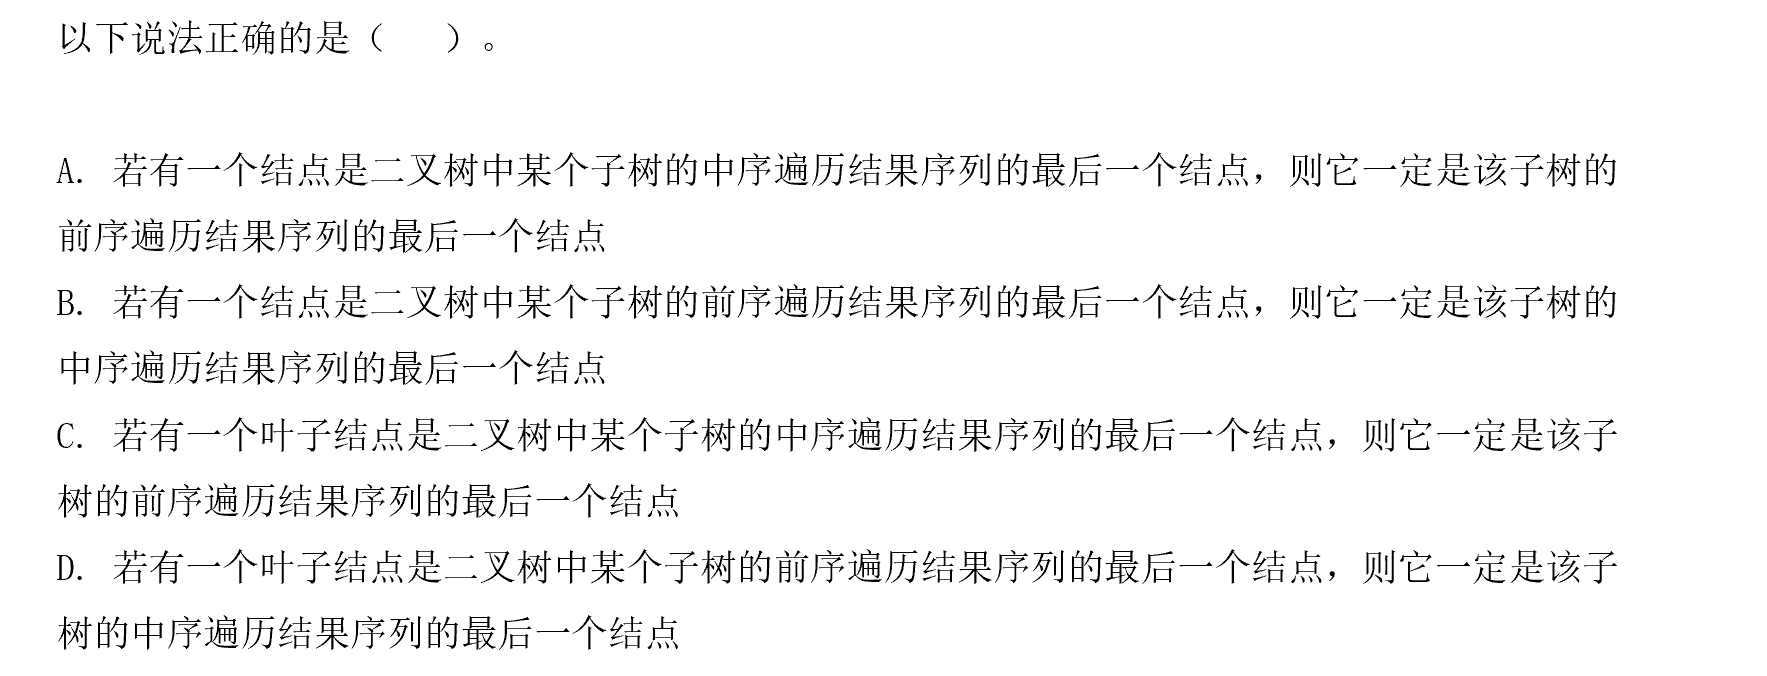 以下说法正确的是（　　）。
A. 若有一个结点是二叉树中某个子树的中序遍历结果序列的最后一个结点，则它一定是该子树的
前序遍历结果序列的最后一个结点
B. 若有一个结点是二叉树中某个子树的前序遍历结果序列的最后一个结点，则它一定是该子树的
中序遍历结果序列的最后一个结点
C. 若有一个叶子结点是二叉树中某个子树的中序遍历结果序列的最后一个结点，则它一定是该子
树的前序遍历结果序列的最后一个结点
D. 若有一个叶子结点是二叉树中某个子树的前序遍历结果序列的最后一个结点，则它一定是该子
树的中序遍历结果序列的最后一个结点